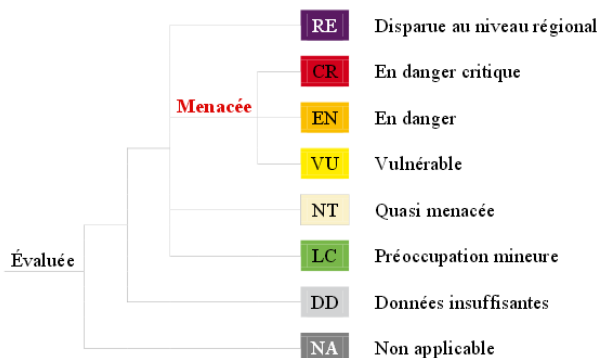 RE Disparue au niveau régional
CR En danger critique
Menacée
EN En danger
VU Vulnérable
NT Quasi menacée
Évaluée
LC Préoccupation mineure
DD Données insuffisantes
NA Non applicable